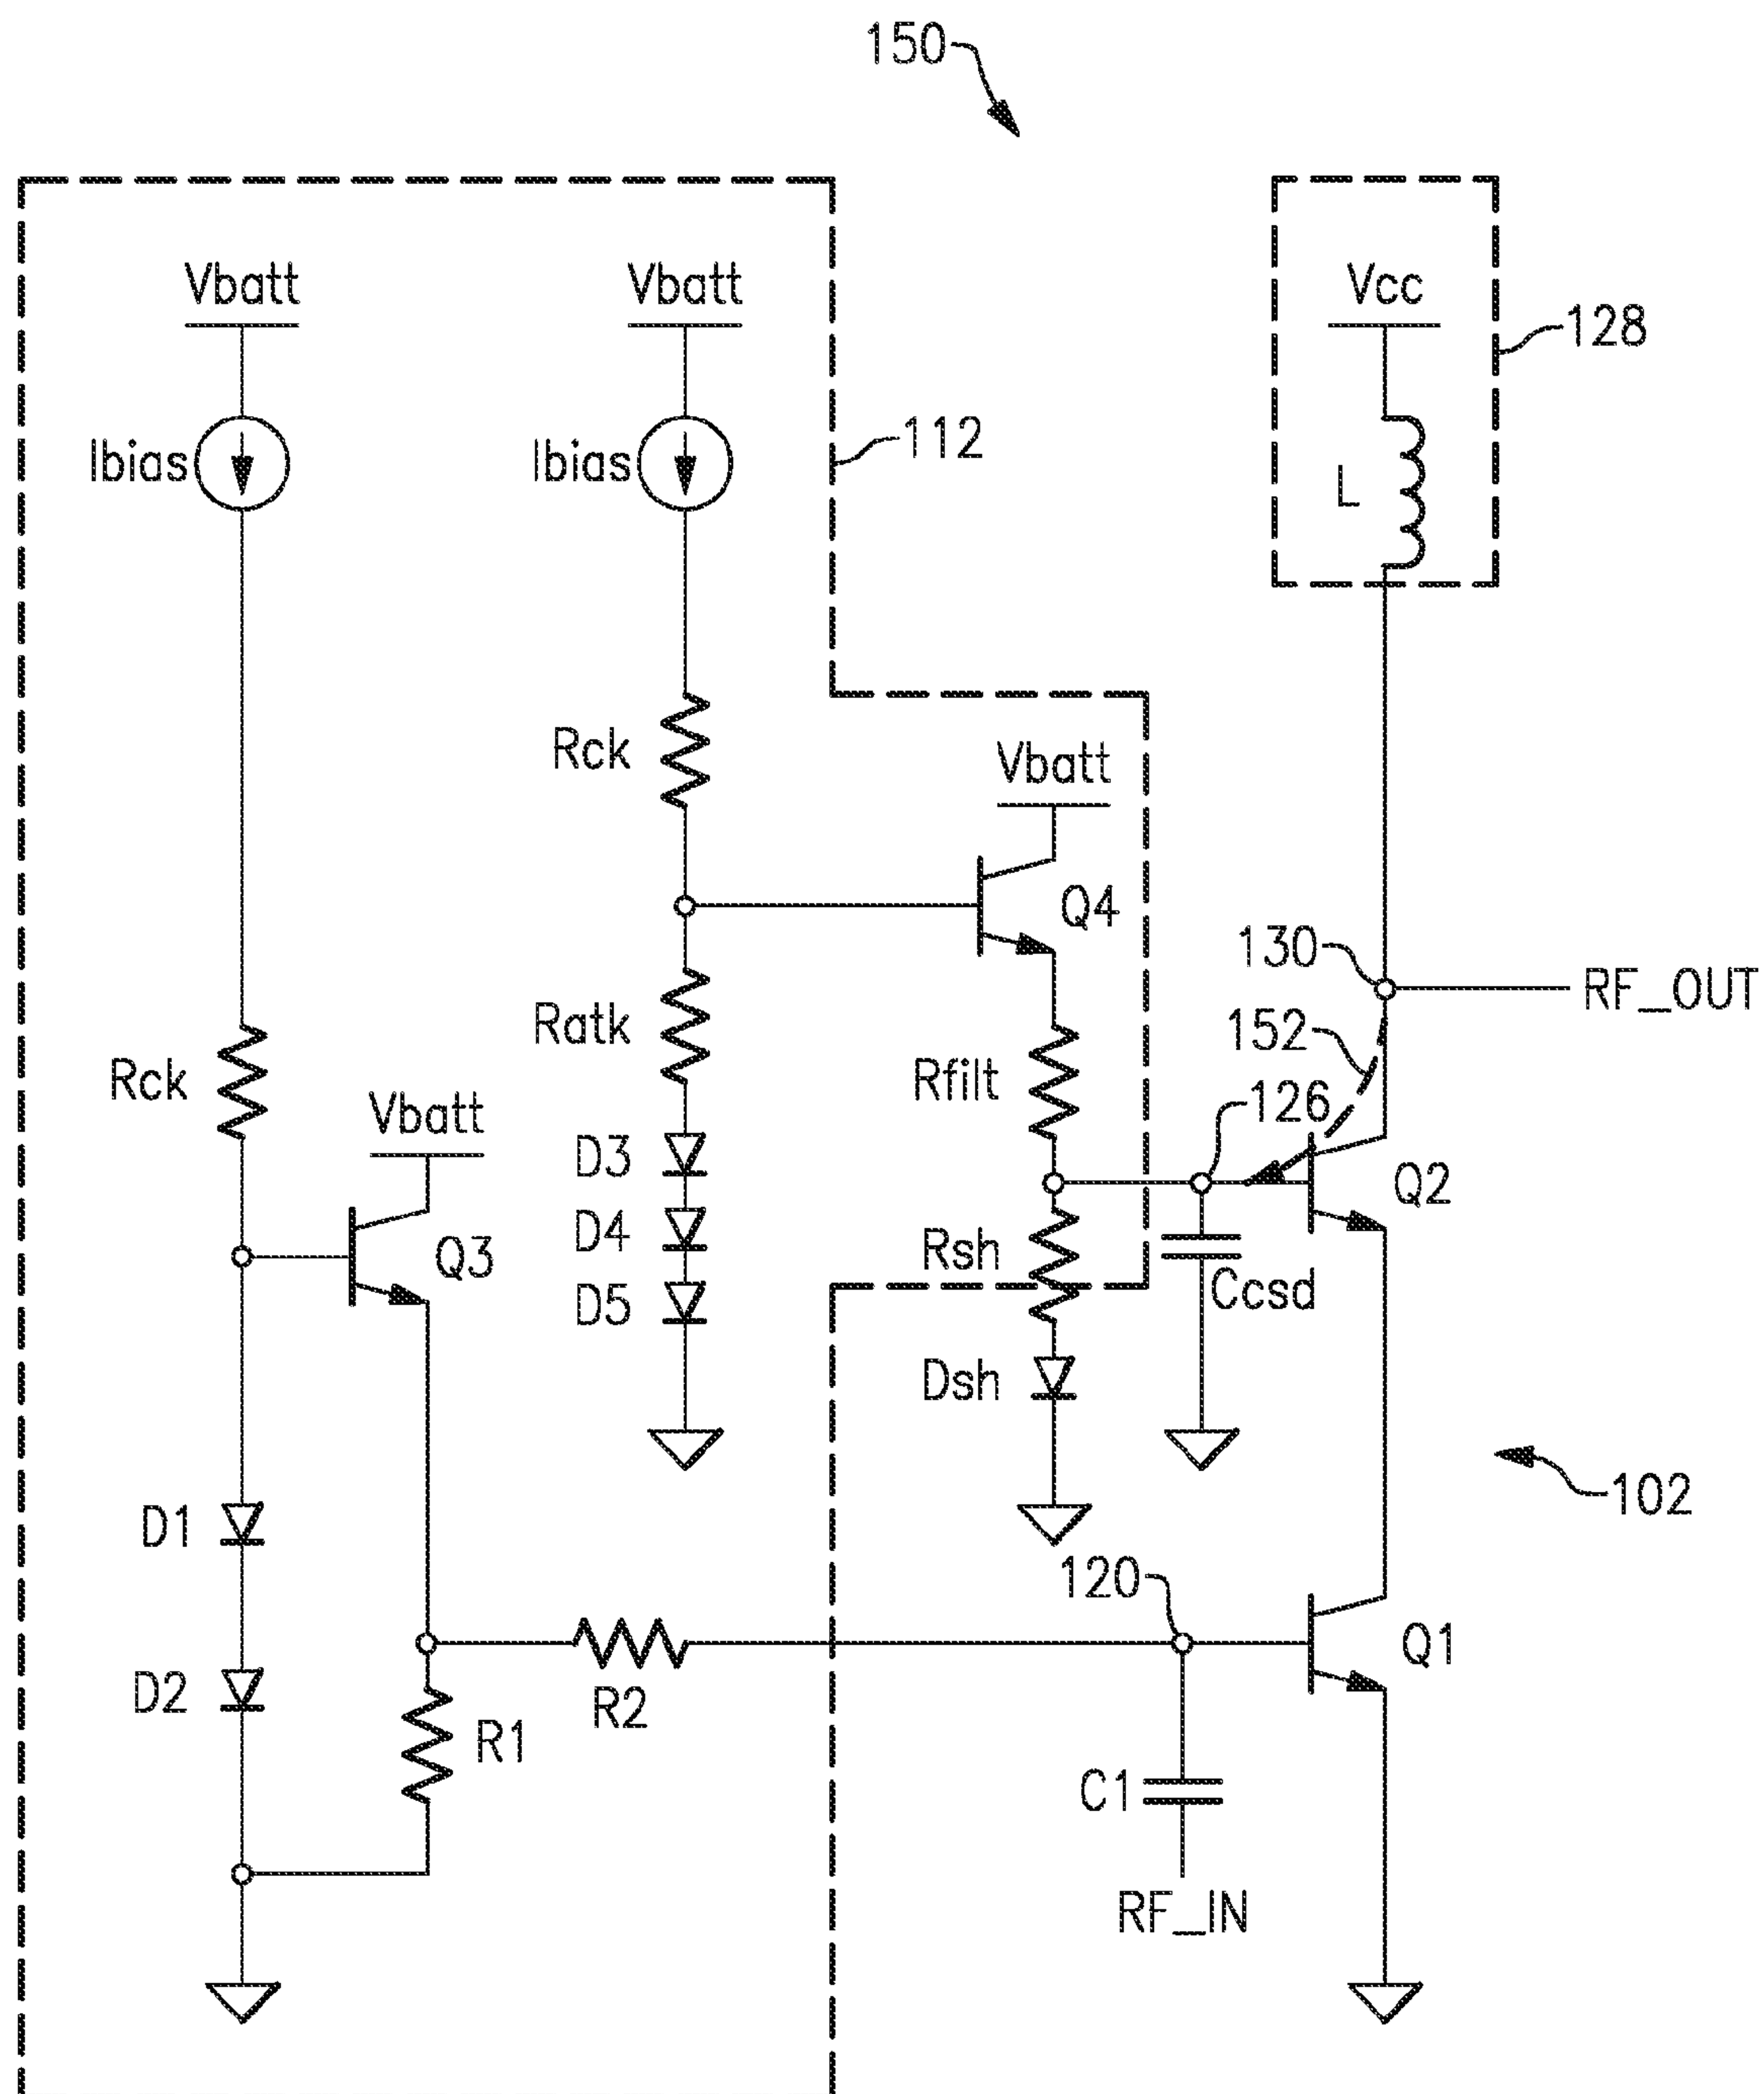 150
Vbatt
Vbatt
Vcc
128
Ibias
Ibias
112
L
Rck
Vbatt
Q4
130
RF_OUT
Ratk
152
Rck
Rfilt
Vbatt
126
D3
Q2
D4
Q3
Rsh
D5
Ccsd
Dsh
102
D1
120
Q1
D2
R2
R1
C1
RF_IN